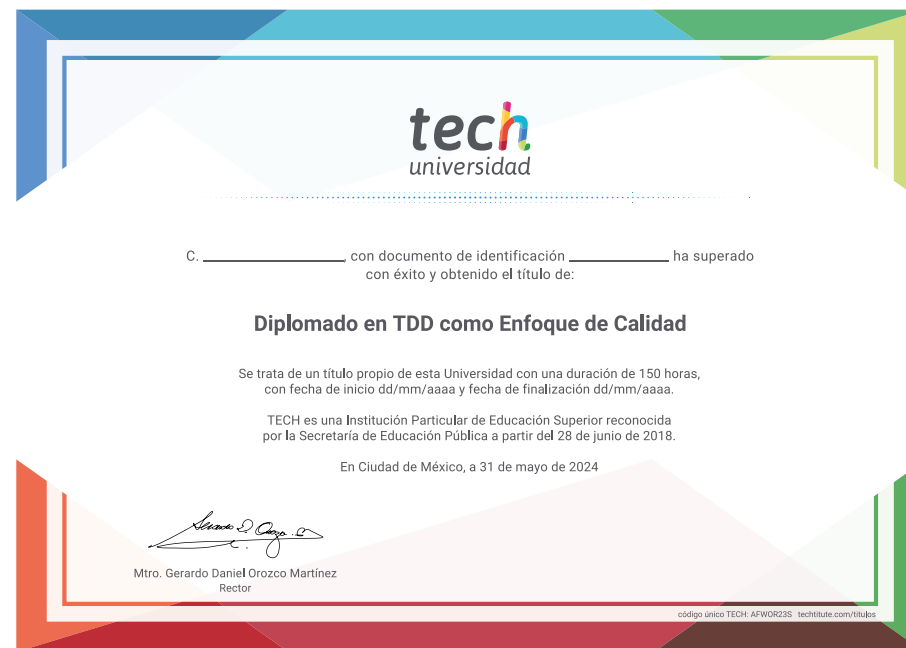 tech
universidad
C. ____________, con documento de identificación ____________ ha superado
con éxito y obtenido el título de:
Diplomado en TDD como Enfoque de Calidad
Se trata de un título propio de esta Universidad con una duración de 150 horas,
con fecha de inicio dd/mm/aaaa y fecha de finalización dd/mm/aaaa.
TECH es una Institución Particular de Educación Superior reconocida
por la Secretaría de Educación Pública a partir del 28 de junio de 2018.
En Ciudad de México, a 31 de mayo de 2024
Mtro. Gerardo Daniel Orozco Martínez
Rector
código único TECH: AFWOR23S techtitute.com/titulos